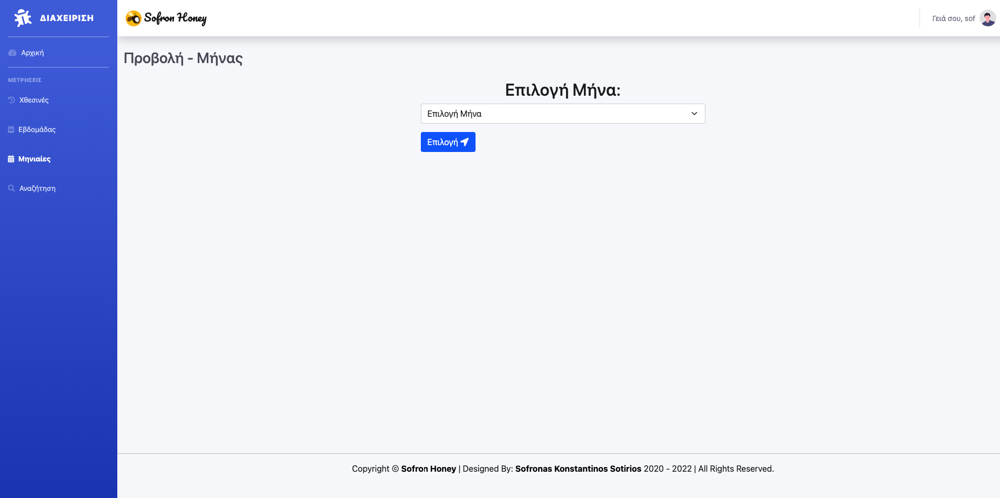 ΔΙΑΧΕΙΡΙΣΗ
Αρχική
ΜΕΤΡΗΣΕΙΣ
Χθεσινές
Εβδομάδας
Μηνιαίες
Αναζήτηση
Sofron Honey
Γειά σου, sof
Προβολή - Μήνας
Επιλογή Μήνα:
Επιλογή Μήνα
Επιλογή
Copyright © Sofron Honey | Designed By: Sofronas Konstantinos Sotirios 2020 - 2022 | All Rights Reserved.